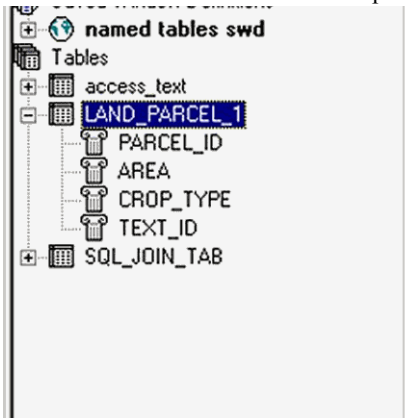 named tables swd
Tables
access_text
LAND_PARCEL_1
PARCEL_ID
AREA
CROP_TYPE
TEXT_ID
SQL_JOIN_TAB